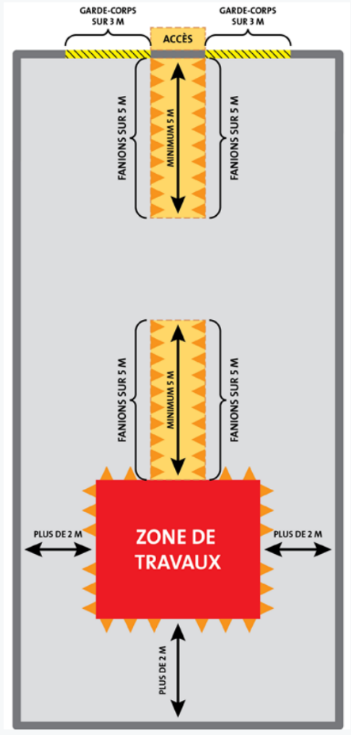 GARDE-CORPS
SUR 3 M
GARDE-CORPS
SUR 3 M
ACCÈS
FANIONS SUR 5 M
MINIMUM 5 M
FANIONS SUR 5 M
FANIONS SUR 5 M
MINIMUM 5 M
FANIONS SUR 5 M
PLUS DE 2 M
ZONE DE
TRAVAUX
PLUS DE 2 M
PLUS DE 2 M